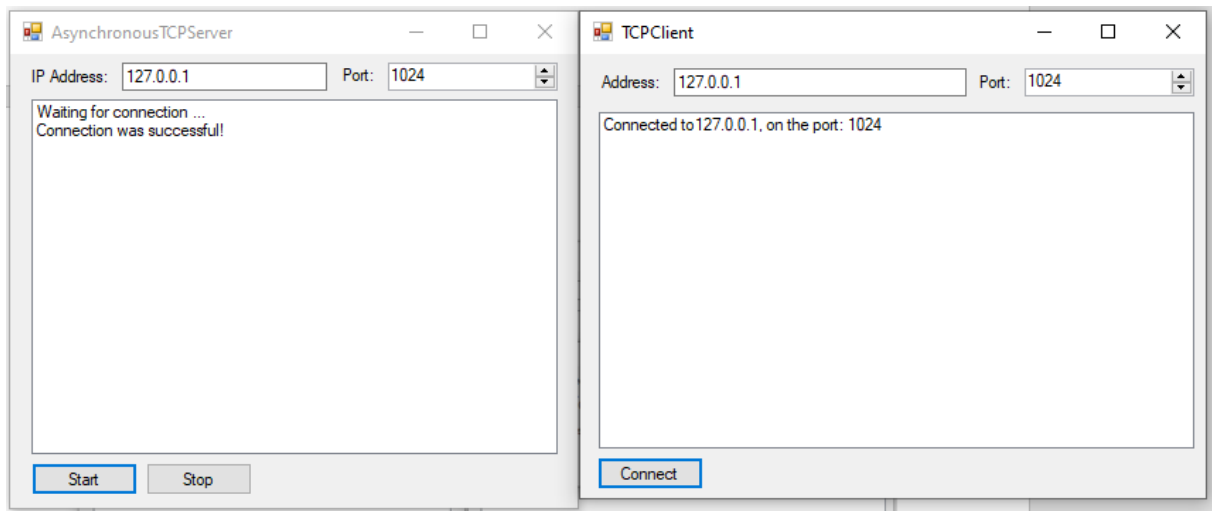 AsynchronousTCPServer
IP Address: 127.0.0.1 Port: 1024
Waiting for connection ...
Connection was successful!
Start Stop
TCPClient
Address: 127.0.0.1 Port: 1024
Connected to127.0.0.1, on the port: 1024
Connect